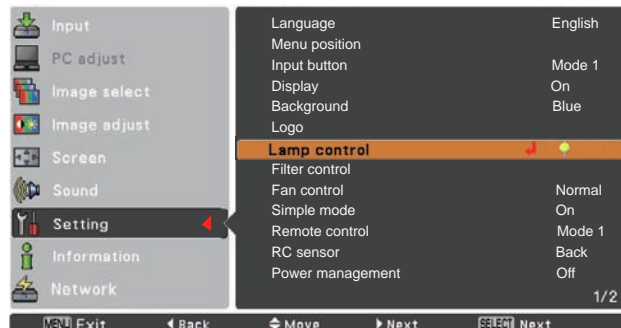 Input
PC adjust
Image select
Image adjust
Screen
Sound
Setting
Information
Network
Language English
Menu position
Input button Mode 1
Display On
Background Blue
Logo
Lamp control
Filter control
Fan control Normal
Simple mode On
Remote control Mode 1
RC sensor Back
Power management Off
1/2
MENU Exit Back Move Next SELECT Next